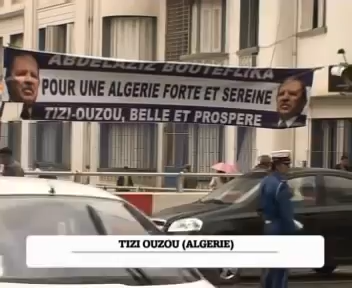 ABDELAZIZ BOUTEFLIKA
POUR UNE ALGERIE FORTE ET SEREINE
TIZI-OUZOU, BELLE ET PROSPERE
TIZI OUZOU (ALGERIE)